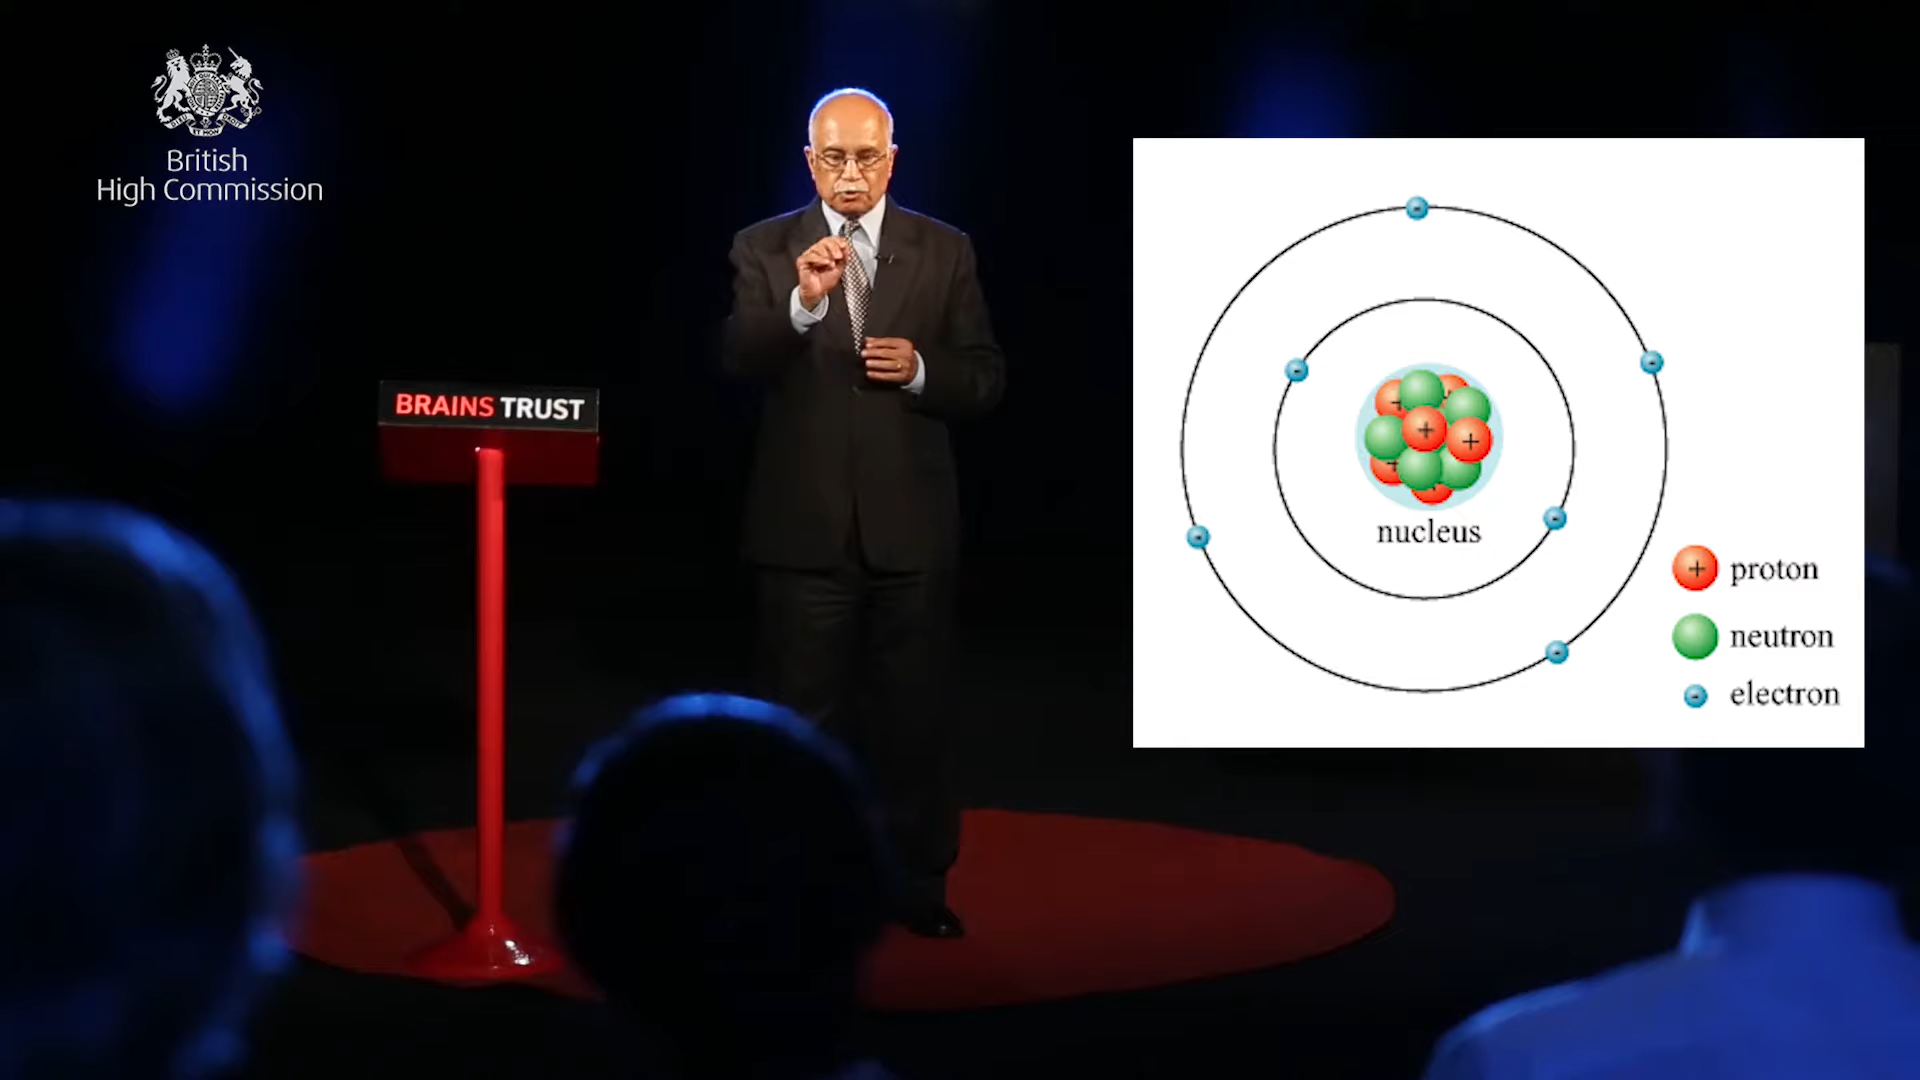 British
High Commission
BRAINS TRUST
nucleus
+ proton
neutron
- electron